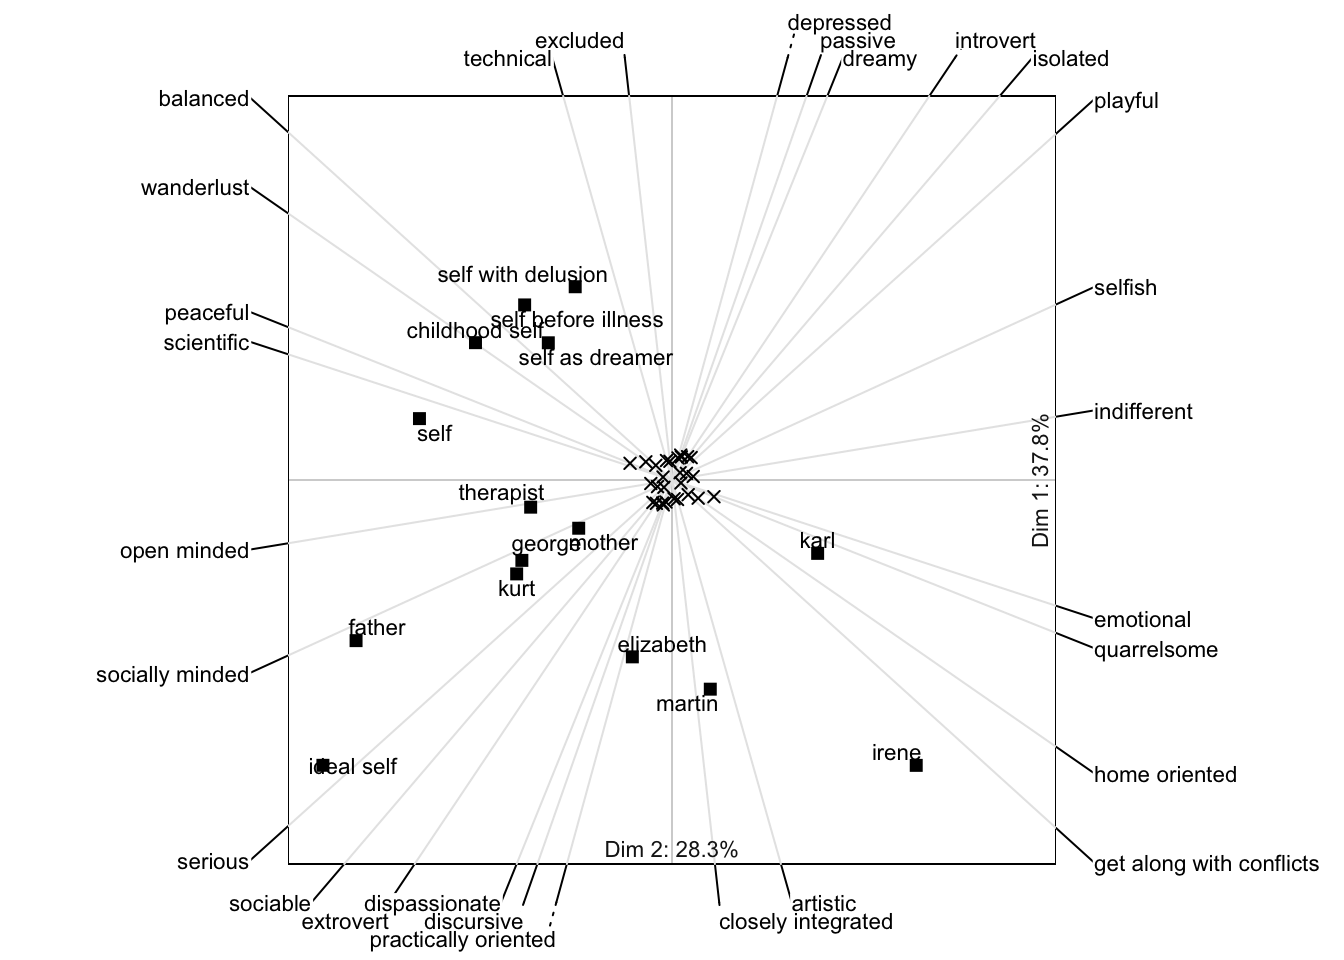 depressed
excluded
passive
introvert
technical
dreamy
isolated
balanced
playful
wanderlust
self with delusion
selfish
peaceful
self before illness
childhood self
scientific
self as dreamer
indifferent
self
Dim 1: 37.8%
therapist
open minded
george
mother
karl
kurt
emotional
father
elizabeth
quarrelsome
socially minded
martin
irene
ideal self
home oriented
Dim 2: 28.3%
serious
get along with conflicts
sociable
dispassionate
artistic
extrovert
discursive
closely integrated
practically oriented